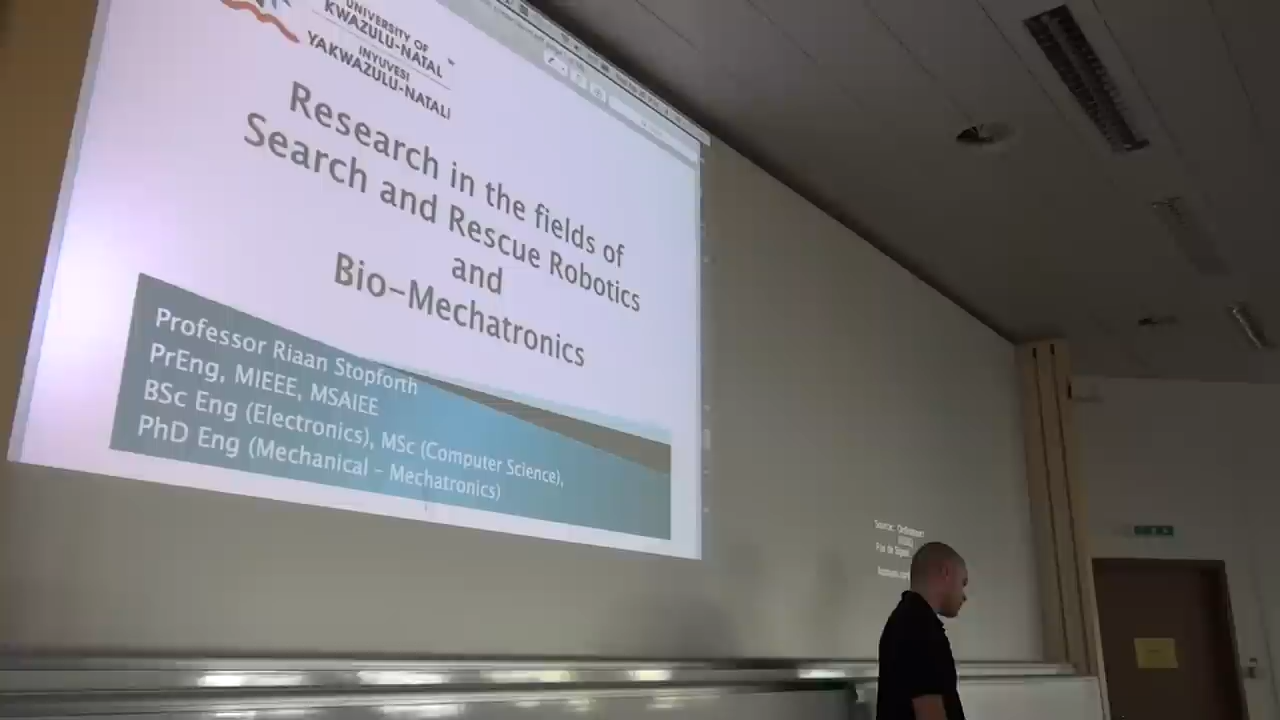 UNIVERSITY OF
KWAZULU-NATAL
INYUVESI
YAKWAZULU-NATALI
Research in the fields of
Search and Rescue Robotics
and
Bio-Mechatronics
Professor Riaan Stopforth
PrEng, MIEEE, MSAIEE
BSc Eng (Electronics), MSc (Computer Science),
PhD Eng (Mechanical - Mechatronics)